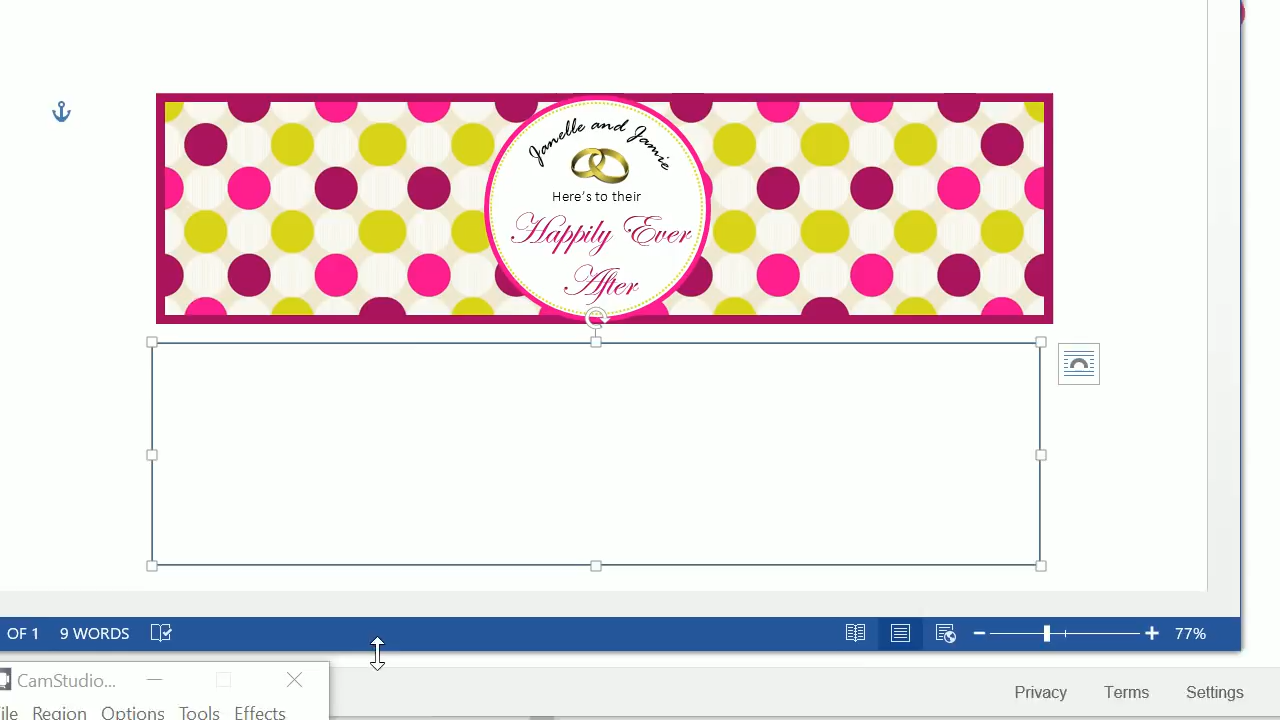 Janelle and Jamie
Here's to their
Happily Ever
After
OF 1 9 WORDS 77%
CamStudio...
Privacy Terms Settings
ile Region Options Tools Effects